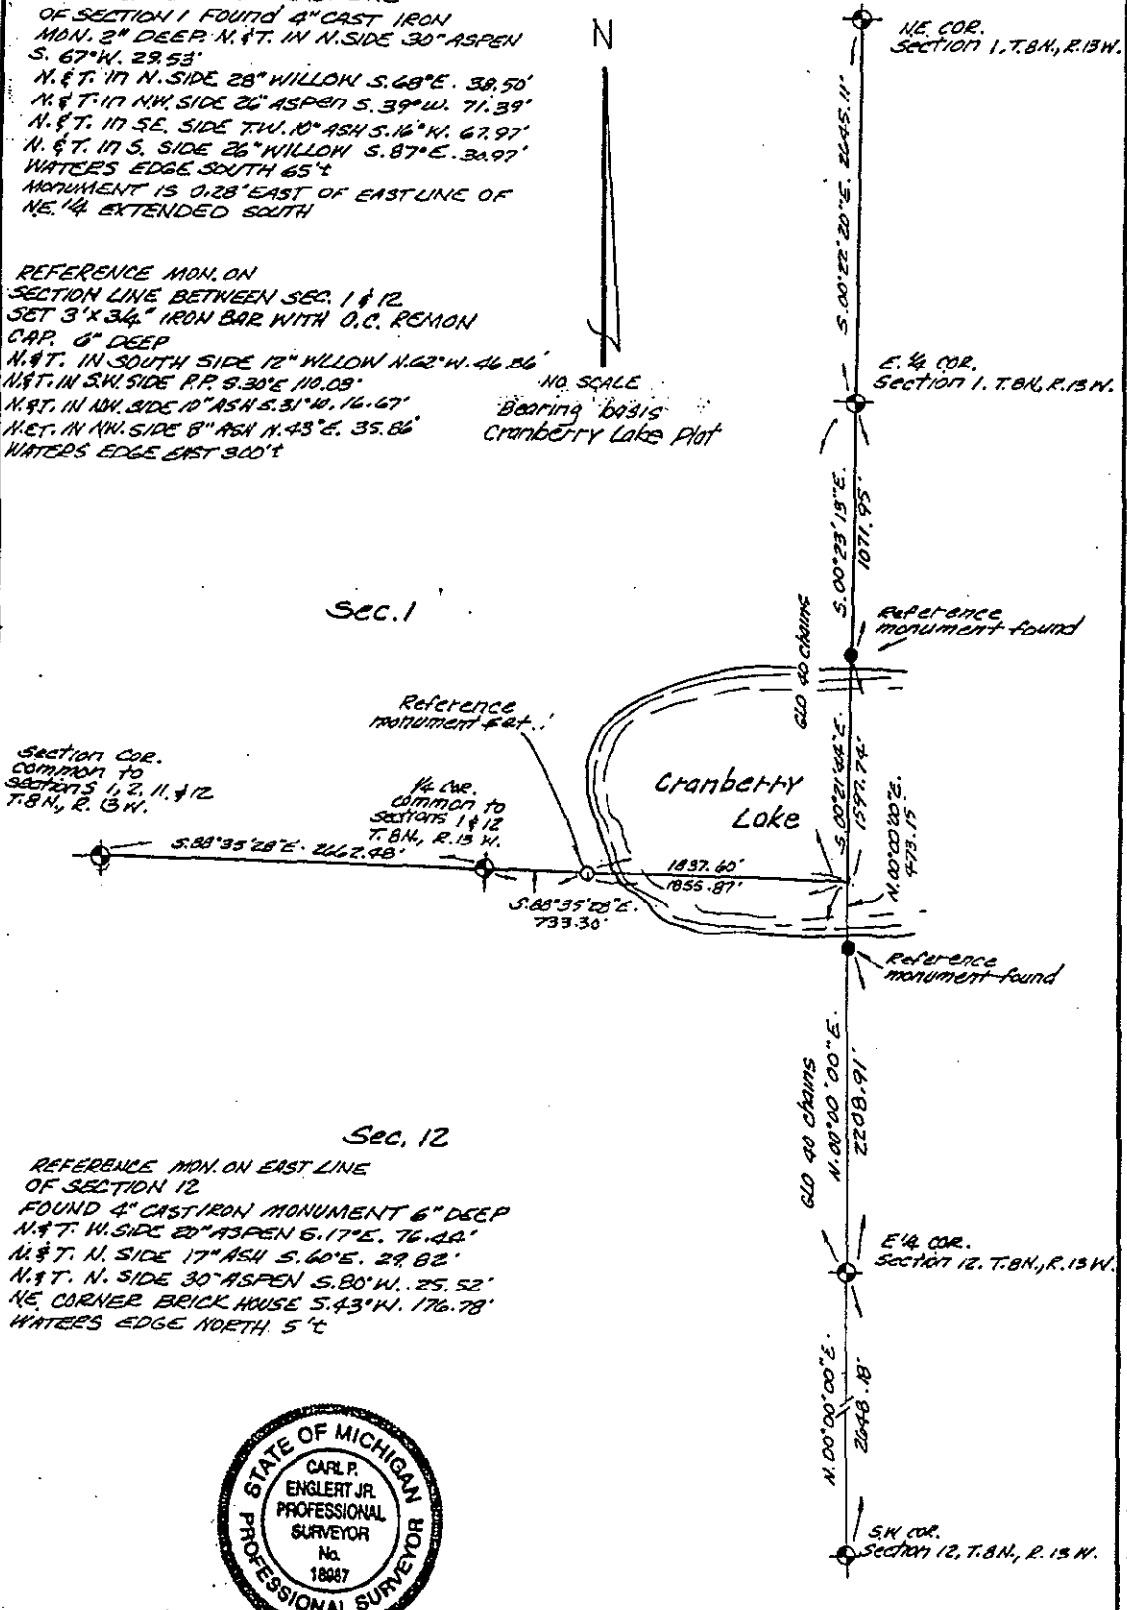 OF SECTION 1 FOUND 4" CAST IRON
MON. 2" DEEP. N. & T. IN N. SIDE 30" ASPEN
S. 67° W. 29.53'
N. & T. IN N. SIDE 28" WILLOW S. 68° E. 38.50'
N. & T. IN NW. SIDE 26" ASPEN S. 39° W. 71.39'
N. & T. IN SE. SIDE TW. 10" ASH S. 16° W. 67.97'
N. & T. IN S. SIDE 26" WILLOW S. 87° E. 30.97'
WATERS EDGE SOUTH 65'±
MONUMENT IS 0.28' EAST OF EAST LINE OF
NE. 1/4 EXTENDED SOUTH
REFERENCE MON. ON
SECTION LINE BETWEEN SEC. 1 & 12
SET 3' X 3/4" IRON BAR WITH O.C. REMON
CAP. 6" DEEP
N. & T. IN SOUTH SIDE 12" WLLOW N. 62° W. 46.86'
N. & T. IN S.W. SIDE P.P. S. 30° E 110.09'
N. & T. IN NW. SIDE 10" ASH S. 31° W. 16.67'
N. & T. IN NW. SIDE 8" ASH N. 43° E. 35.86'
WATERS EDGE EAST 300'±
N
NO SCALE
Bearing basis
Cranberry Lake Plat
N.E. COR.
Section 1, T.8N., R.13W.
S. 00°22'20" E. 2645.11'
E. 1/4 COR.
Section 1. T.8N., R.13W.
S. 00°23'19" E.
1071.95'
GLO 40 chains
Reference
monument found
Sec. 1
Reference
monument set
Cranberry
Lake
S. 00°21'44" E.
1597.74'
N. 00°00'00" E.
473.15'
Section Cor.
common to
sections 1, 2, 11, & 12
T.8N., R.13W.
1/4 cor.
common to
sections 1 & 12
T.8N., R.13 W.
S. 88°35'28" E. 2662.48'
1837.60'
1855.87'
S. 88°35'28" E.
733.30'
Reference
monument found
GLO 40 chains
N. 00°00'00" E.
2208.91'
Sec. 12
REFERENCE MON. ON EAST LINE
OF SECTION 12
FOUND 4" CAST IRON MONUMENT 6" DEEP
N. & T. W. SIDE 20" ASPEN S. 17° E. 76.44'
N. & T. N. SIDE 17" ASH S. 60° E. 29.82'
N. & T. N. SIDE 30" ASPEN S. 80° W. 25.52'
NE CORNER BRICK HOUSE S. 43° W. 176.78'
WATERS EDGE NORTH 5'±
E 1/4 COR.
Section 12. T.8N., R.13W.
N. 00°00'00" E.
2648.18'
S.W. COR.
Section 12, T.8N., R.13W.
STATE OF MICHIGAN
CARL P.
ENGLERT JR.
PROFESSIONAL
SURVEYOR
No.
18987
PROFESSIONAL SURVEYOR